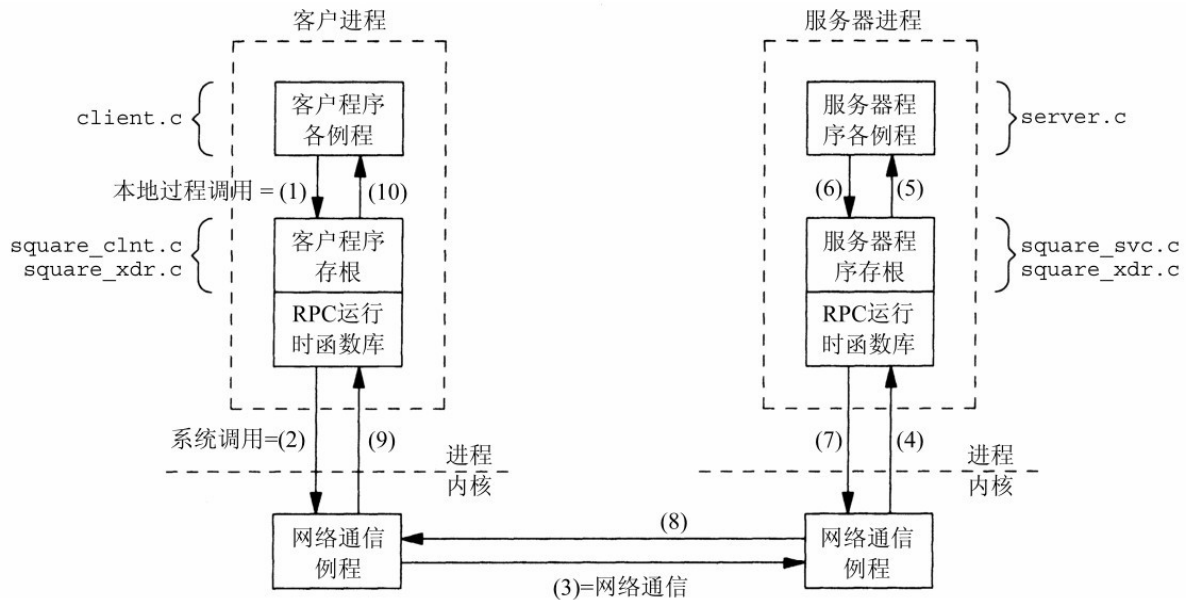 客户进程
服务器进程
client.c
客户程序
各例程
服务器程
序各例程
server.c
本地过程调用 = (1)
(10)
(6)
(5)
square_clnt.c
square_xdr.c
客户程序
存根
服务器程
序存根
square_svc.c
square_xdr.c
RPC运行
时函数库
RPC运行
时函数库
系统调用=(2)
(9)
(7)
(4)
进程
内核
进程
内核
网络通信
例程
(8)
(3)=网络通信
网络通信
例程